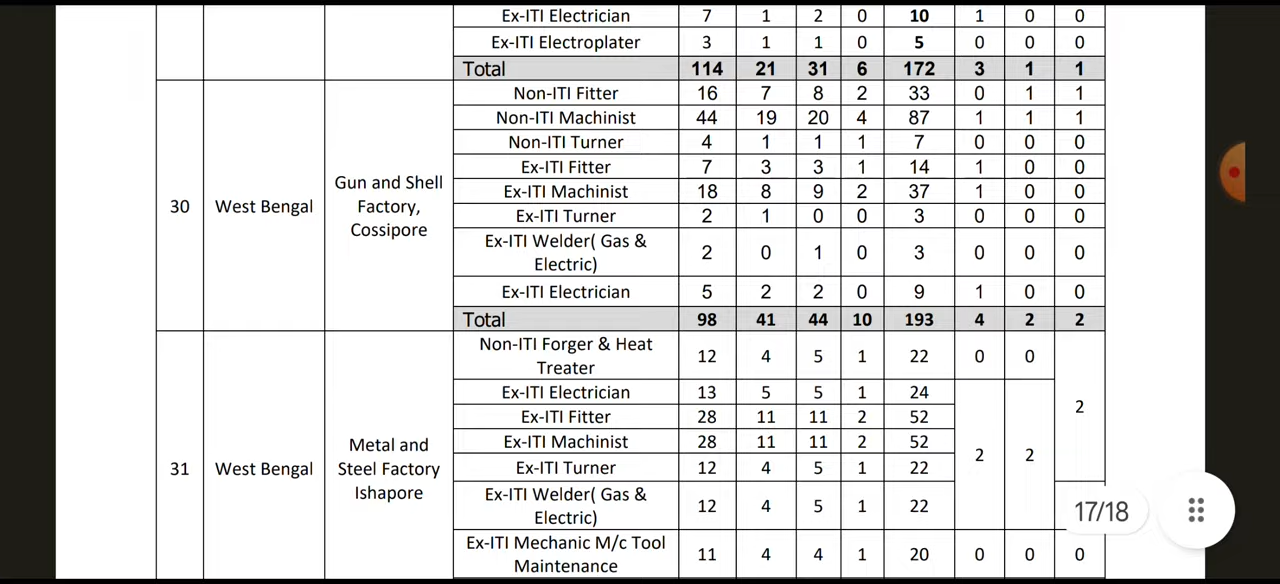 Ex-ITI Electrician 7 1 2 0 10 1 0 0
Ex-ITI Electroplater 3 1 1 0 5 0 0 0
Total 114 21 31 6 172 3 1 1
30 West Bengal Gun and Shell
Factory,
Cossipore
Non-ITI Fitter 16 7 8 2 33 0 1 1
Non-ITI Machinist 44 19 20 4 87 1 1 1
Non-ITI Turner 4 1 1 1 7 0 0 0
Ex-ITI Fitter 7 3 3 1 14 1 0 0
Ex-ITI Machinist 18 8 9 2 37 1 0 0
Ex-ITI Turner 2 1 0 0 3 0 0 0
Ex-ITI Welder( Gas &
Electric) 2 0 1 0 3 0 0 0
Ex-ITI Electrician 5 2 2 0 9 1 0 0
Total 98 41 44 10 193 4 2 2
31 West Bengal Metal and
Steel Factory
Ishapore
Non-ITI Forger & Heat
Treater 12 4 5 1 22 0 0 2
Ex-ITI Electrician 13 5 5 1 24 2 2
Ex-ITI Fitter 28 11 11 2 52
Ex-ITI Machinist 28 11 11 2 52
Ex-ITI Turner 12 4 5 1 22
Ex-ITI Welder( Gas &
Electric) 12 4 5 1 22
Ex-ITI Mechanic M/c Tool
Maintenance 11 4 4 1 20 0 0 0
17/18